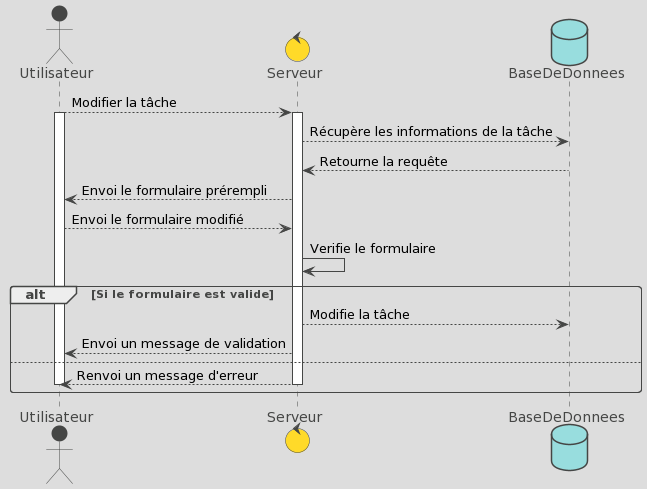 Utilisateur
Serveur
BaseDeDonnees
Modifier la tâche
Récupère les informations de la tâche
Retourne la requête
Envoi le formulaire prérempli
Envoi le formulaire modifié
Verifie le formulaire
alt [Si le formulaire est valide]
Modifie la tâche
Envoi un message de validation
Renvoi un message d'erreur
Utilisateur
Serveur
BaseDeDonnees